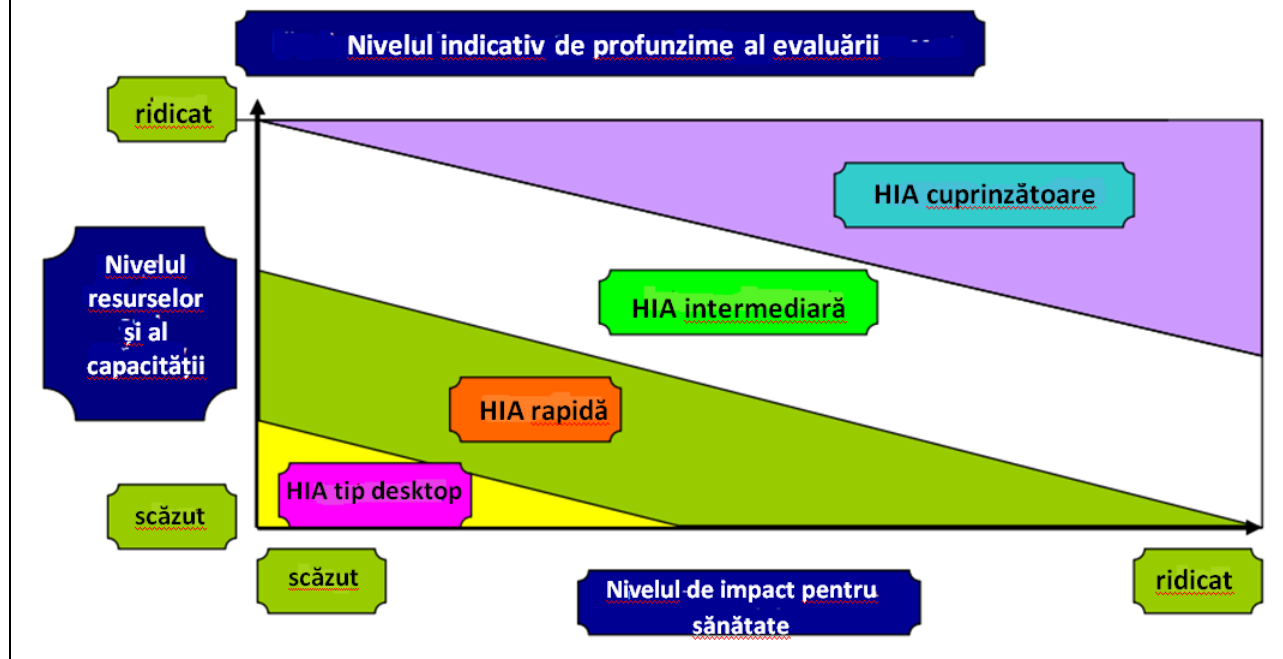 Nivelul indicativ de profunzime al evaluării
ridicat
HIA cuprinzătoare
Nivelul
resurselor
și al
capacității
HIA intermediară
HIA rapidă
HIA tip desktop
scăzut
scăzut
Nivelul de impact pentru
sănătate
ridicat